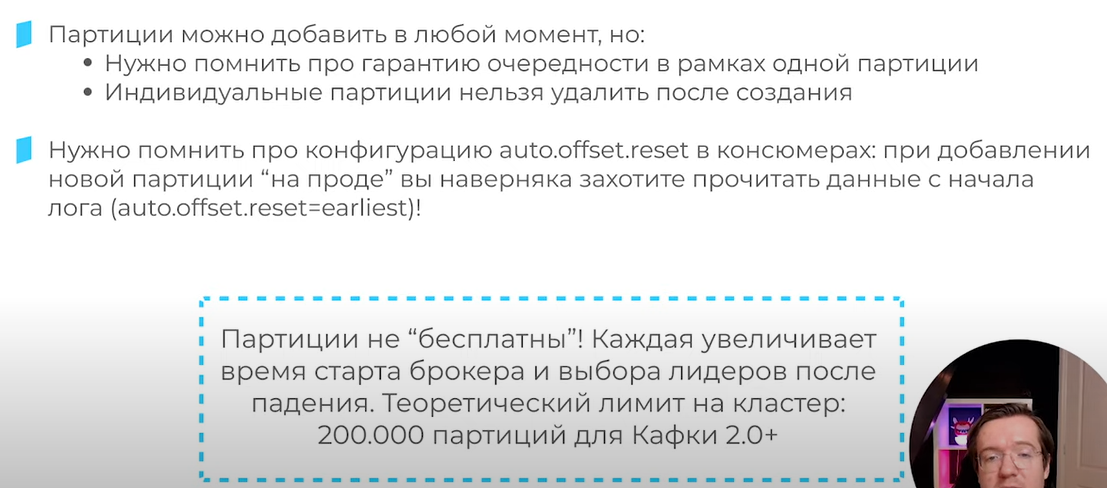 Партиции можно добавить в любой момент, но:
• Нужно помнить про гарантию очередности в рамках одной партиции
• Индивидуальные партиции нельзя удалить после создания
Нужно помнить про конфигурацию auto.offset.reset в консюмерах: при добавлении
новой партиции “на проде” вы наверняка захотите прочитать данные с начала
лога (auto.offset.reset=earliest)!
Партиции не “бесплатны”! Каждая увеличивает
время старта брокера и выбора лидеров после
падения. Теоретический лимит на кластер:
200.000 партиций для Кафки 2.0+